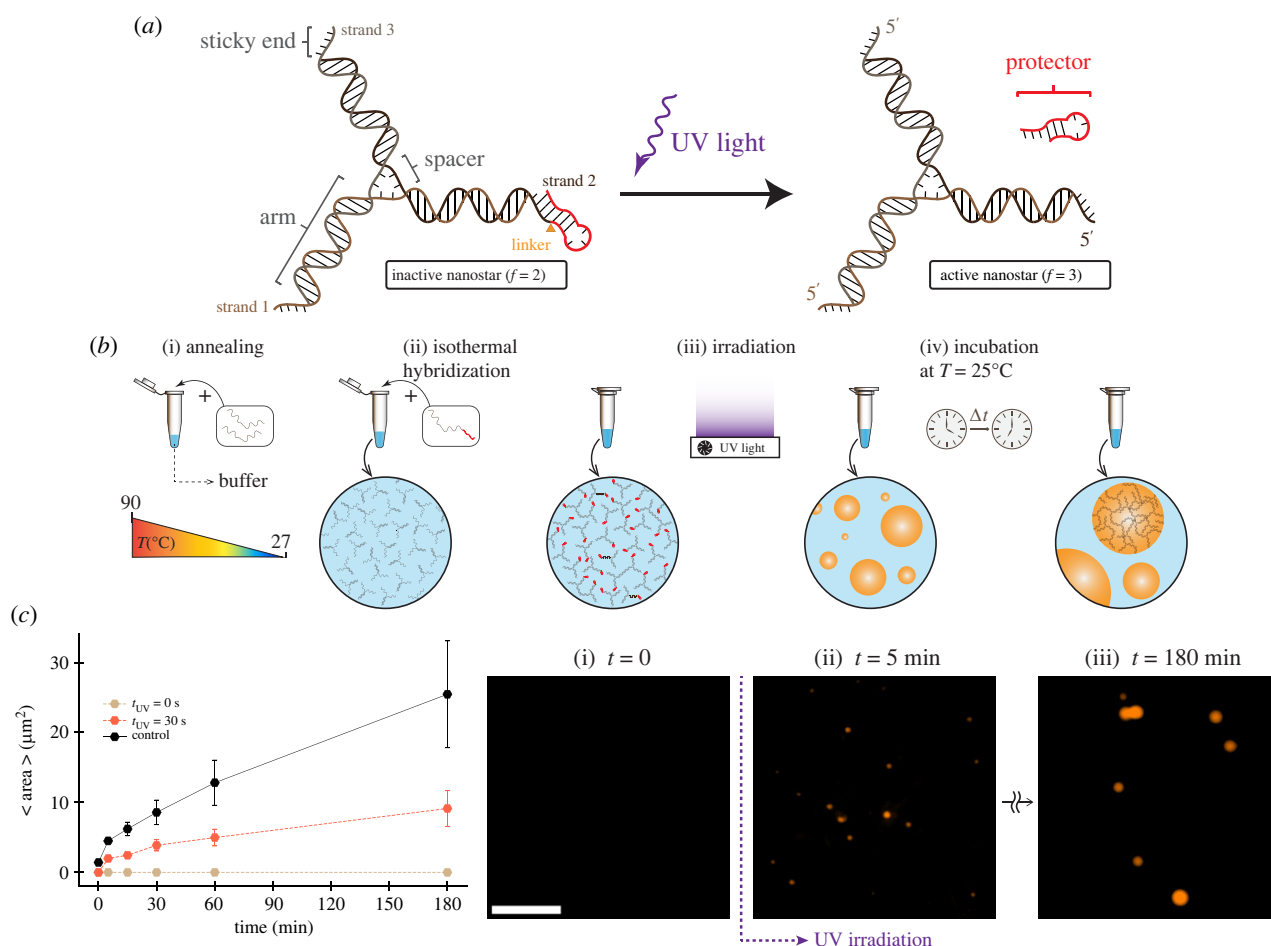 (a)
sticky end
strand 3
spacer
arm
strand 2
linker
inactive nanostar (f = 2)
strand 1
UV light
5′
protector
5′
5′
active nanostar (f = 3)
(b)
(i) annealing
+
buffer
90
T(°C)
27
(ii) isothermal
hybridization
+
(iii) irradiation
UV light
(iv) incubation
at T = 25°C
Δt
(c)
< area > (μm²)
30
20
10
0
t_UV = 0 s
t_UV = 30 s
control
0
30
60
90
120
150
180
time (min)
(i) t = 0
(ii) t = 5 min
(iii) t = 180 min
UV irradiation